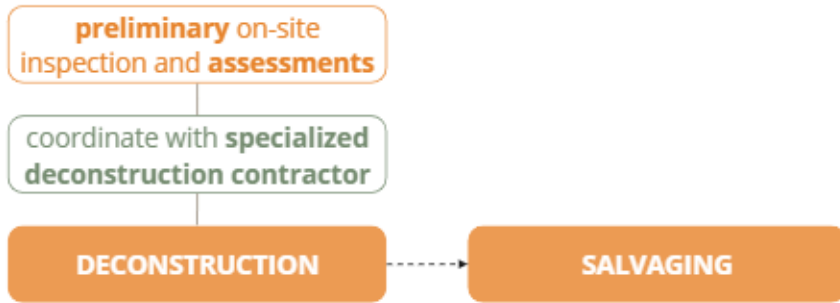 preliminary on-site
inspection and assessments
coordinate with specialized
deconstruction contractor
DECONSTRUCTION
SALVAGING